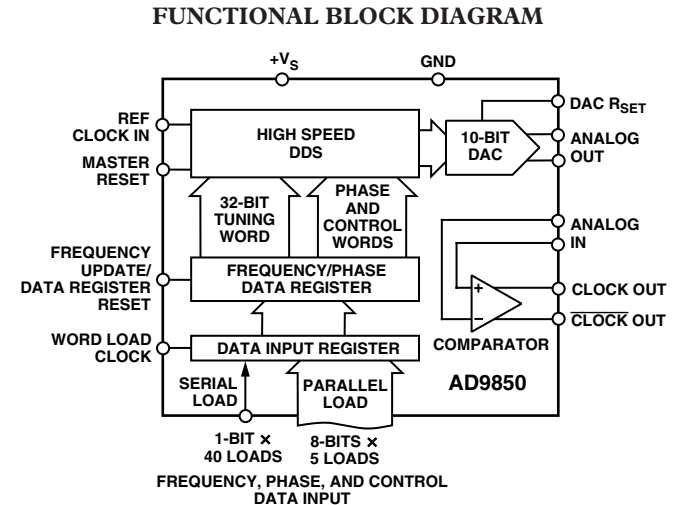 FUNCTIONAL BLOCK DIAGRAM
+VS
GND
REF
CLOCK IN
MASTER
RESET
FREQUENCY
UPDATE/
DATA REGISTER
RESET
WORD LOAD
CLOCK
HIGH SPEED
DDS
32-BIT
TUNING
WORD
PHASE
AND
CONTROL
WORDS
FREQUENCY/PHASE
DATA REGISTER
DATA INPUT REGISTER
SERIAL
LOAD
PARALLEL
LOAD
10-BIT
DAC
DAC RSET
ANALOG
OUT
ANALOG
IN
+
CLOCK OUT
–
CLOCK OUT
COMPARATOR
AD9850
1-BIT ×
40 LOADS
8-BITS ×
5 LOADS
FREQUENCY, PHASE, AND CONTROL
DATA INPUT